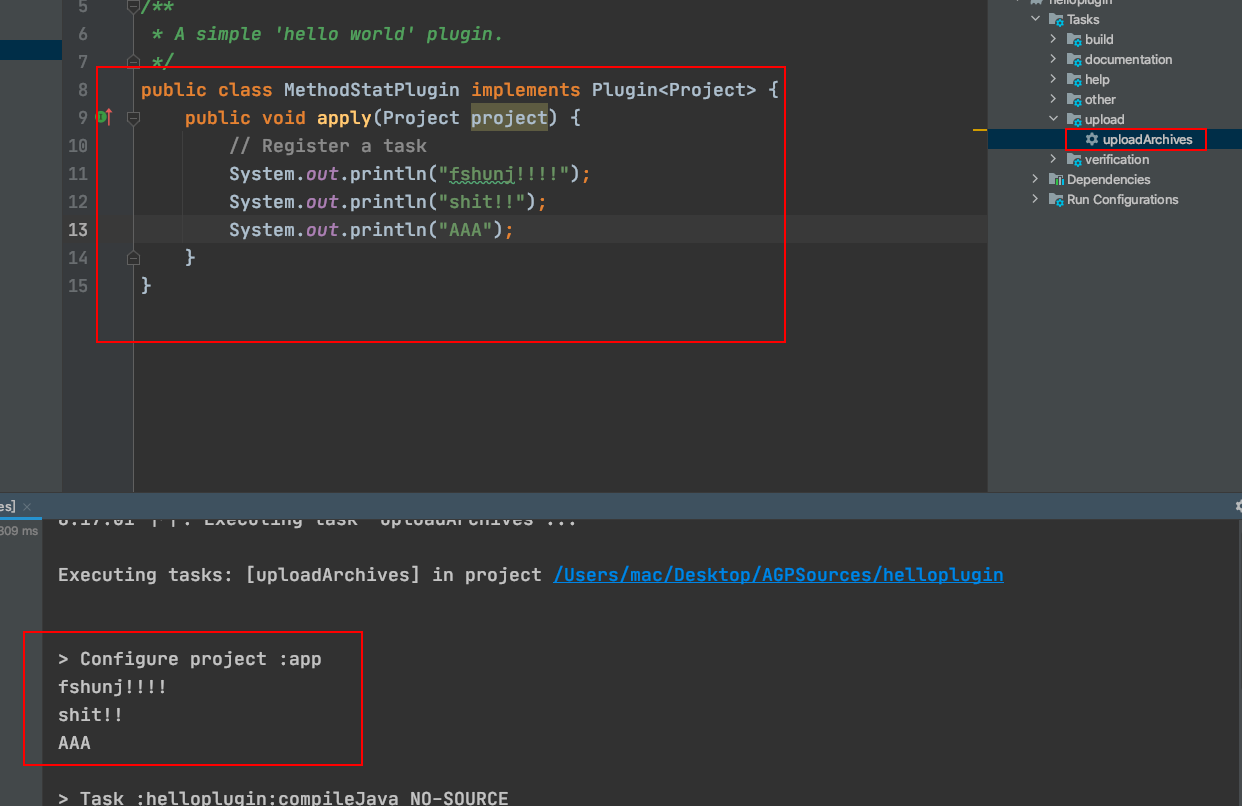 5 /**
6 * A simple 'hello world' plugin.
7 */
8 public class MethodStatPlugin implements Plugin<Project> {
9 public void apply(Project project) {
10 // Register a task
11 System.out.println("fshunj!!!!");
12 System.out.println("shit!!");
13 System.out.println("AAA");
14 }
15 }
helloplugin
Tasks
build
documentation
help
other
upload
uploadArchives
verification
Dependencies
Run Configurations
es]
309 ms
Executing task 'uploadArchives'...
Executing tasks: [uploadArchives] in project /Users/mac/Desktop/AGPSources/helloplugin
> Configure project :app
fshunj!!!!
shit!!
AAA
> Task :helloplugin:compileJava NO-SOURCE